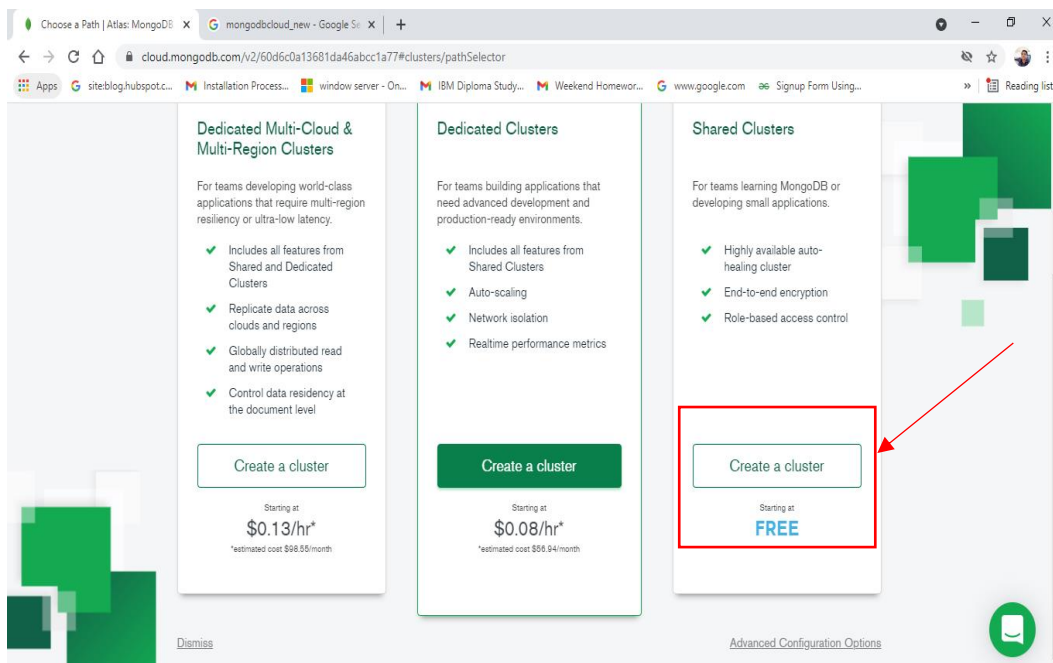 Choose a Path | Atlas: MongoDB
mongodbcloud_new - Google Se
cloud.mongodb.com/v2/60d6c0a13681da46abcc1a77#clusters/pathSelector
Apps
site:blog.hubspot.c...
Installation Process...
window server - On...
IBM Diploma Study...
Weekend Homewor...
www.google.com
Signup Form Using...
Reading list
Dedicated Multi-Cloud &
Multi-Region Clusters
For teams developing world-class
applications that require multi-region
resiliency or ultra-low latency.
Includes all features from
Shared and Dedicated
Clusters
Replicate data across
clouds and regions
Globally distributed read
and write operations
Control data residency at
the document level
Create a cluster
Starting at
$0.13/hr*
*estimated cost $98.55/month
Dedicated Clusters
For teams building applications that
need advanced development and
production-ready environments.
Includes all features from
Shared Clusters
Auto-scaling
Network isolation
Realtime performance metrics
Create a cluster
Starting at
$0.08/hr*
*estimated cost $56.94/month
Shared Clusters
For teams learning MongoDB or
developing small applications.
Highly available auto-
healing cluster
End-to-end encryption
Role-based access control
Create a cluster
Starting at
FREE
Dismiss
Advanced Configuration Options